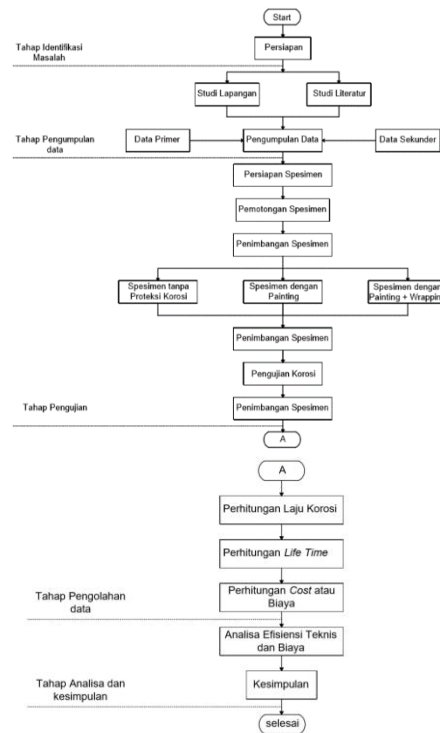 Start
Tahap Identifikasi
Masalah
Persiapan
Studi Lapangan
Studi Literatur
Tahap Pengumpulan
data
Data Primer
Pengumpulan Data
Data Sekunder
Persiapan Spesimen
Pemotongan Spesimen
Penimbangan Spesimen
Spesimen tanpa
Proteksi Korosi
Spesimen dengan
Painting
Spesimen dengan
Painting + Wrappin
Penimbangan Spesimen
Pengujian Korosi
Tahap Pengujian
Penimbangan Spesimen
A
A
Perhitungan Laju Korosi
Perhitungan Life Time
Tahap Pengolahan
data
Perhitungan Cost atau
Biaya
Analisa Efisiensi Teknis
dan Biaya
Tahap Analisa dan
kesimpulan
Kesimpulan
selesai